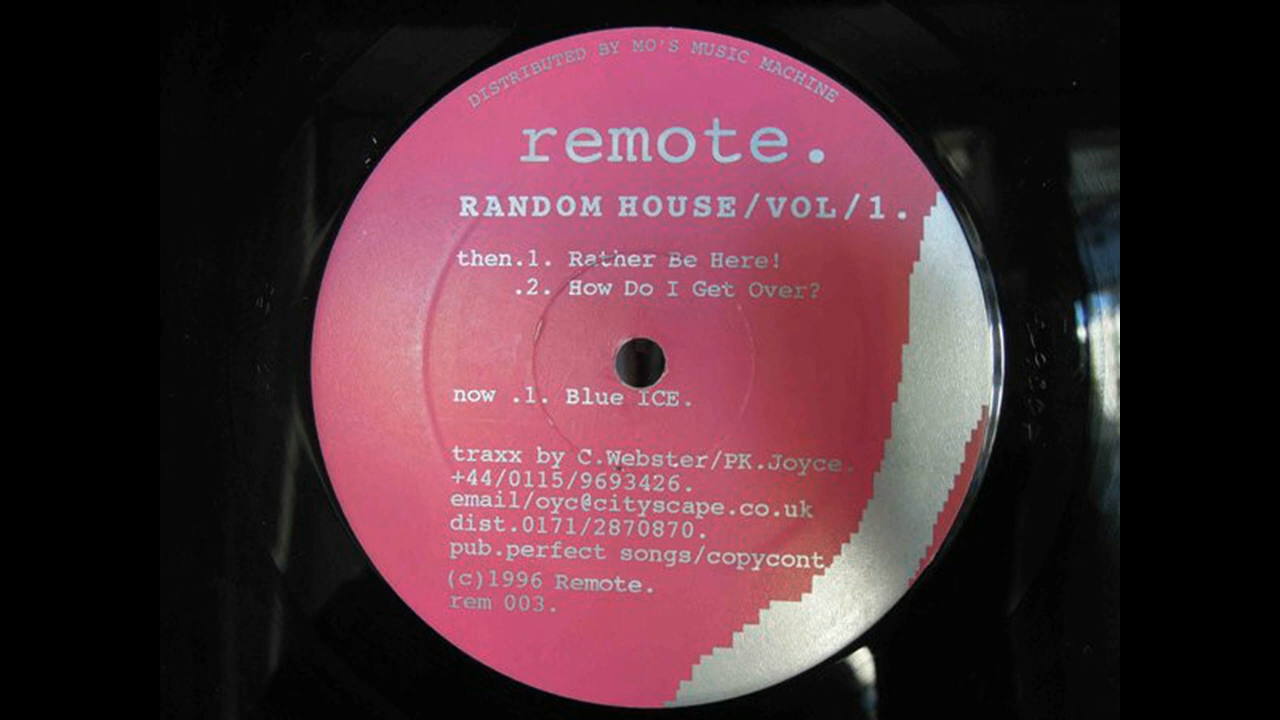 DISTRIBUTED BY MO'S MUSIC MACHINE
remote.
RANDOM HOUSE/VOL/1.
then.1. Rather Be Here!
.2. How Do I Get Over?
now .1. Blue ICE.
traxx by C.Webster/PK.Joyce.
+44/0115/9693426.
email/oyc@cityscape.co.uk
dist.0171/2870870.
pub.perfect songs/copycont
(c)1996 Remote.
rem 003.